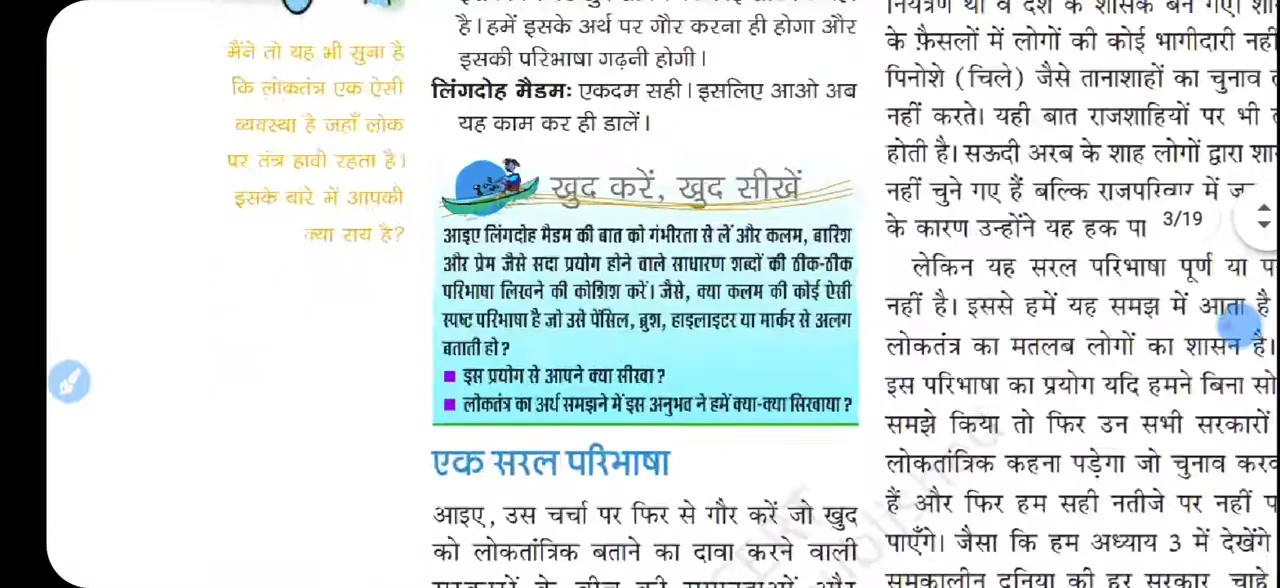 मैंने तो यह भी सुना है
कि लोकतंत्र एक ऐसी
व्यवस्था है जहाँ लोक
पर तंत्र हावी रहता है।
इसके बारे में आपकी
क्या राय है?
है। हमें इसके अर्थ पर गौर करना ही होगा और
इसकी परिभाषा गढ़नी होगी।
लिंगदोह मैडमः एकदम सही। इसलिए आओ अब
यह काम कर ही डालें।
खुद करें, खुद सीखें
आइए लिंगदोह मैडम की बात को गंभीरता से लें और कलम, बारिश
और प्रेम जैसे सदा प्रयोग होने वाले साधारण शब्दों की ठीक-ठीक
परिभाषा लिखने की कोशिश करें। जैसे, क्या कलम की कोई ऐसी
स्पष्ट परिभाषा है जो उसे पेंसिल, ब्रुश, हाइलाइटर या मार्कर से अलग
बताती हो?
इस प्रयोग से आपने क्या सीखा?
लोकतंत्र का अर्थ समझने में इस अनुभव ने हमें क्या-क्या सिखाया?
एक सरल परिभाषा
आइए, उस चर्चा पर फिर से गौर करें जो खुद
को लोकतांत्रिक बताने का दावा करने वाली
नियंत्रण था वे देश के शासक बन गए।
के फ़ैसलों में लोगों की कोई भागीदारी
पिनोशे (चिले) जैसे तानाशाहों का चुनाव
नहीं करते। यही बात राजशाहियों पर भी
होती है। सऊदी अरब के शाह लोगों द्वारा
नहीं चुने गए हैं बल्कि राजपरिवार में
के कारण उन्होंने यह हक
3/19
लेकिन यह सरल परिभाषा पूर्ण या
नहीं है। इससे हमें यह समझ में आता है
लोकतंत्र का मतलब लोगों का शासन है।
इस परिभाषा का प्रयोग यदि हमने बिना
समझे किया तो फिर उन सभी सरकारों
लोकतांत्रिक कहना पड़ेगा जो चुनाव
हैं और फिर हम सही नतीजे पर नहीं
पाएँगे। जैसा कि हम अध्याय 3 में देखेंगे
समकालीन दुनिया की हर सरकार, चाहे